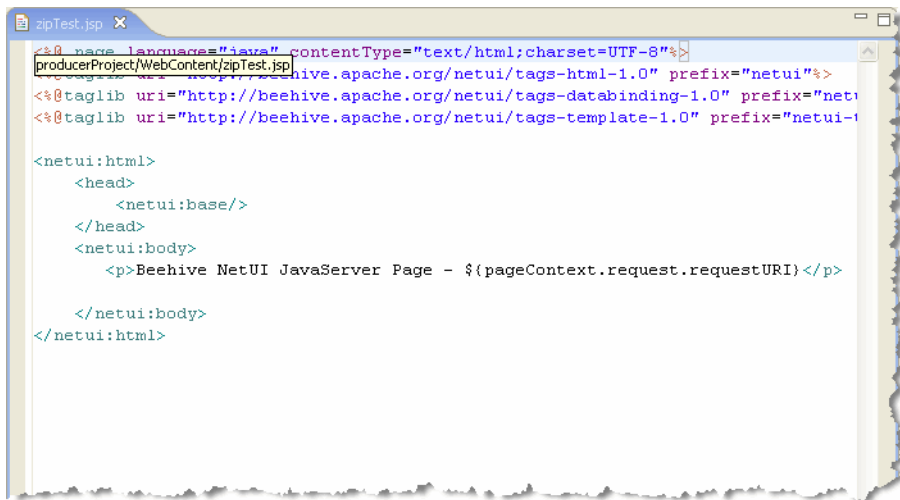 zipTest.jsp
<%@ page language="java" contentType="text/html;charset=UTF-8"%>
producerProject/WebContent/zipTest.jsp
uri="http://beehive.apache.org/netui/tags-html-1.0" prefix="netui"%>
<%@taglib uri="http://beehive.apache.org/netui/tags-databinding-1.0" prefix="netu
<%@taglib uri="http://beehive.apache.org/netui/tags-template-1.0" prefix="netui-t
<netui:html>
<head>
<netui:base/>
</head>
<netui:body>
<p>Beehive NetUI JavaServer Page - ${pageContext.request.requestURI}</p>
</netui:body>
</netui:html>